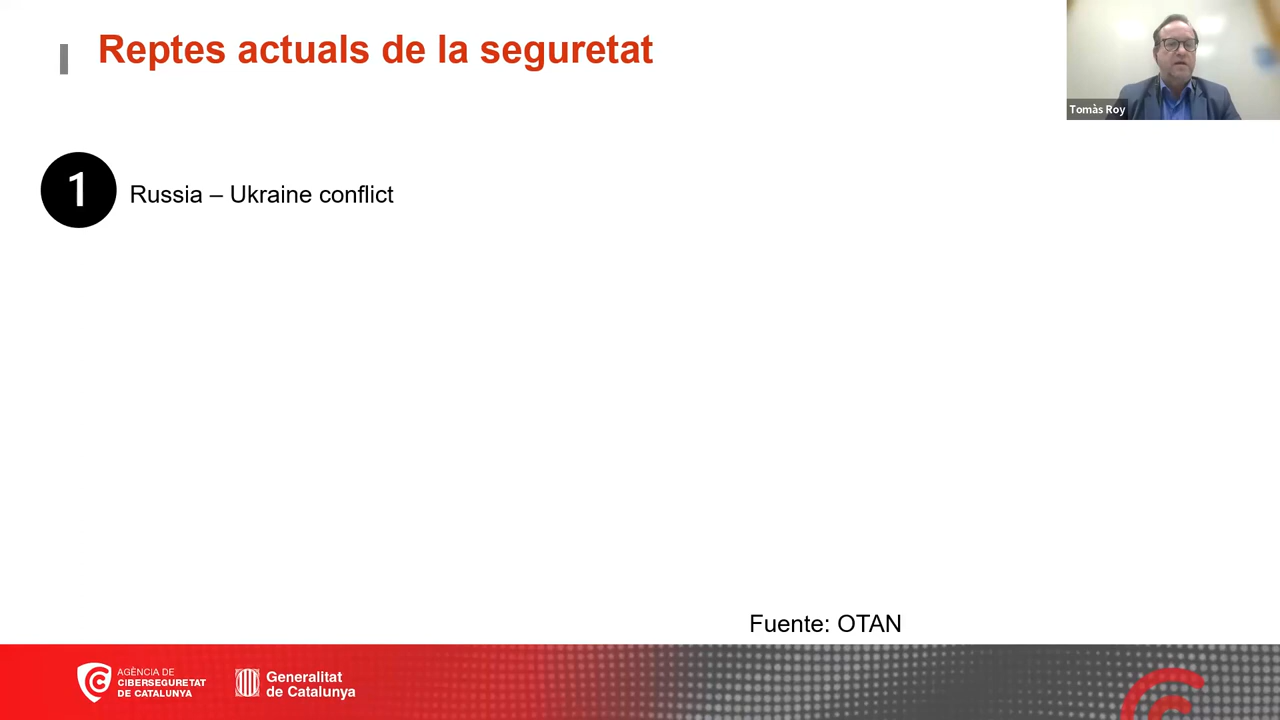 Reptes actuals de la seguretat
Tomàs Roy
1 Russia – Ukraine conflict
Fuente: OTAN
AGÈNCIA DE
CIBERSEGURETAT
DE CATALUNYA
Generalitat
de Catalunya